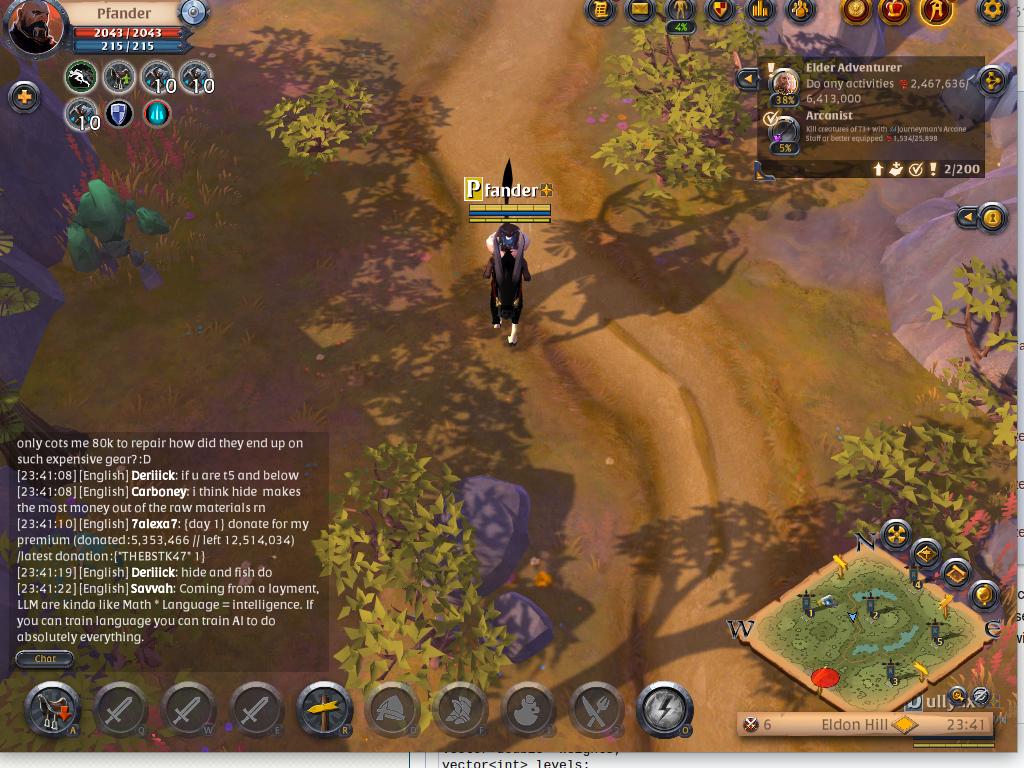 Pfander
2043 / 2043
215 / 215
4%
10
10
10
Elder Adventurer
Do any activities 2,467,636/
6,413,000
38%
Arconist
Kill creatures of T3+ with Journeyman's Arcane
Staff or better equipped 1,534/25,898
5%
2/200
1
Pfander
only cots me 80k to repair how did they end up on
such expensive gear? :D
[23:41:08] [English] Deriiick: if u are t5 and below
[23:41:08] [English] Carboney: i think hide makes
the most money out of the raw materials rn
[23:41:10] [English] 7alexa7: {day 1} donate for my
premium (donated:5,353,466 // left 12,514,034)
/latest donation:{"THEBSTK47" 1}
[23:41:19] [English] Deriiick: hide and fish do
[23:41:22] [English] Savvah: Coming from a layment,
LLM are kinda like Math * Language = intelligence. If
you can train language you can train AI to do
absolutely everything.
Chat
N
W
E
1
2
3
4
5
A
Q
W
E
R
D
F
O
6
Eldon Hill
23:41
vector<int> levels;